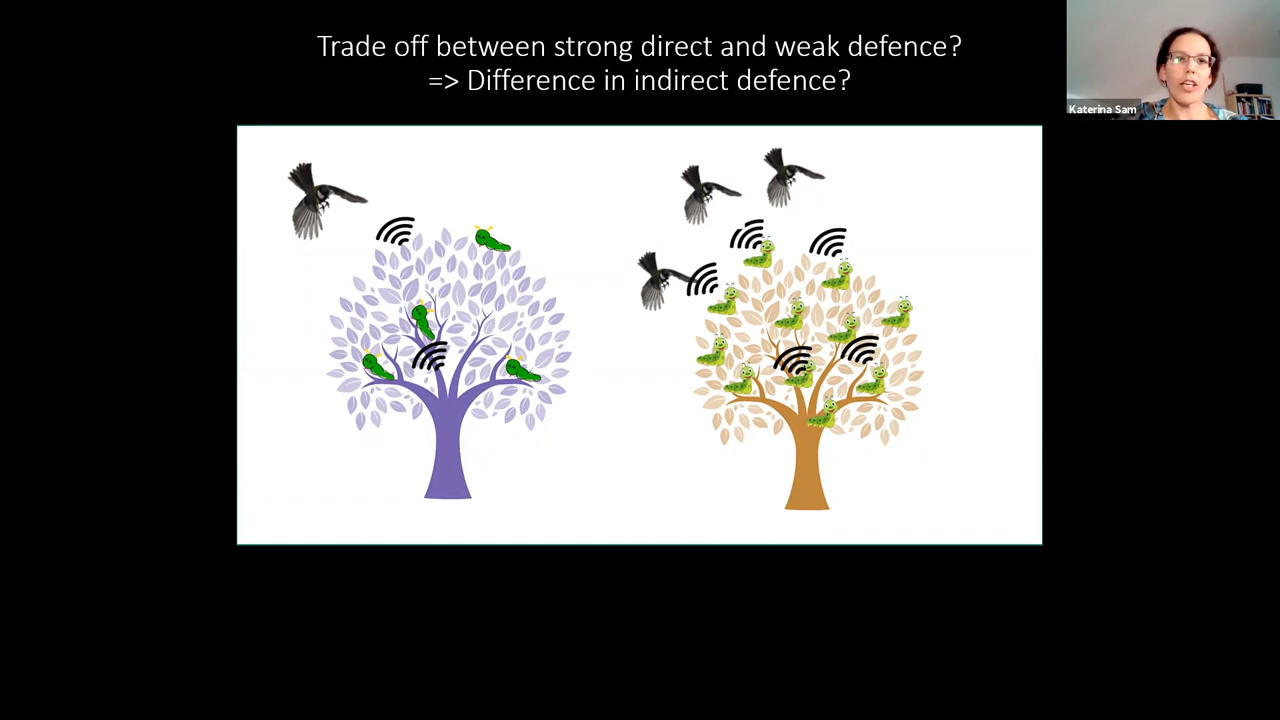 Trade off between strong direct and weak defence?
=> Difference in indirect defence?
Katerina Sam